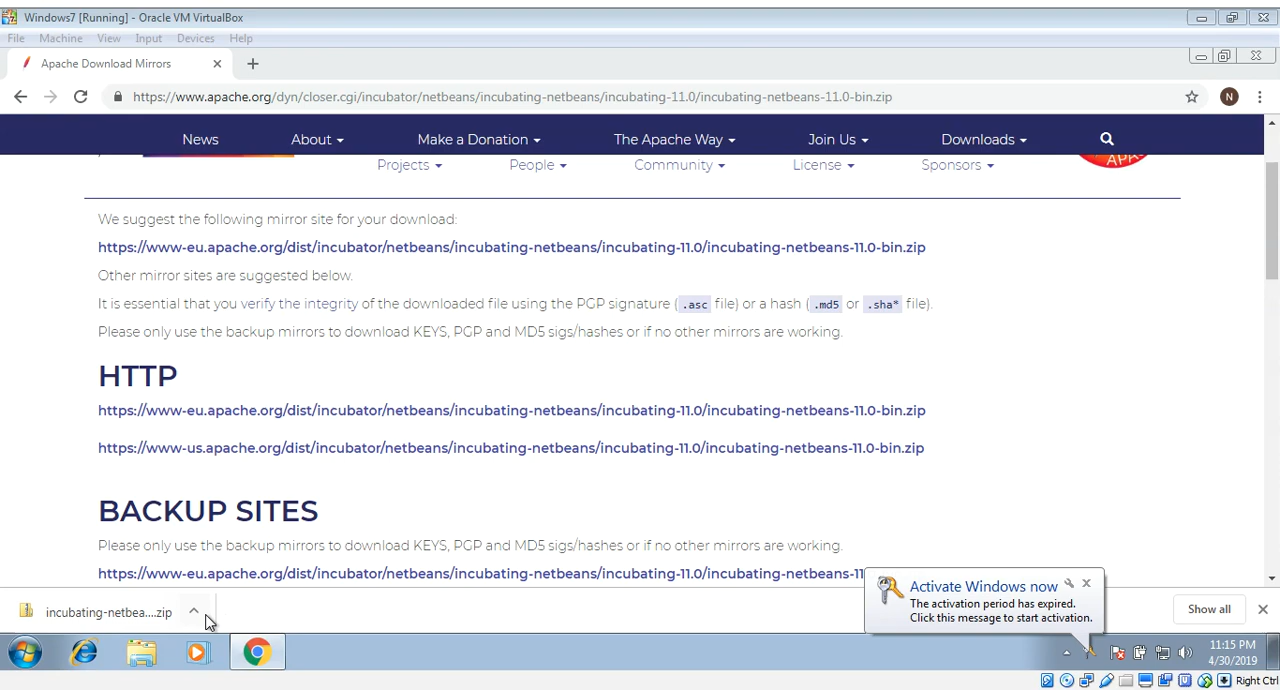 Windows7 [Running] - Oracle VM VirtualBox
File Machine View Input Devices Help
Apache Download Mirrors
https://www.apache.org/dyn/closer.cgi/incubator/netbeans/incubating-netbeans/incubating-11.0/incubating-netbeans-11.0-bin.zip
N
News About Make a Donation The Apache Way Join Us Downloads
Projects People Community License Sponsors
We suggest the following mirror site for your download:
https://www-eu.apache.org/dist/incubator/netbeans/incubating-netbeans/incubating-11.0/incubating-netbeans-11.0-bin.zip
Other mirror sites are suggested below.
It is essential that you verify the integrity of the downloaded file using the PGP signature ( .asc file) or a hash ( .md5 or .sha* file).
Please only use the backup mirrors to download KEYS, PGP and MD5 sigs/hashes or if no other mirrors are working.
HTTP
https://www-eu.apache.org/dist/incubator/netbeans/incubating-netbeans/incubating-11.0/incubating-netbeans-11.0-bin.zip
https://www-us.apache.org/dist/incubator/netbeans/incubating-netbeans/incubating-11.0/incubating-netbeans-11.0-bin.zip
BACKUP SITES
Please only use the backup mirrors to download KEYS, PGP and MD5 sigs/hashes or if no other mirrors are working.
https://www-eu.apache.org/dist/incubator/netbeans/incubating-netbeans/incubating-11.0/incubating-netbeans-11.0-bin.zip
Activate Windows now
The activation period has expired.
Click this message to start activation.
incubating-netbea....zip
Show all
11:15 PM
4/30/2019
Right Ctrl